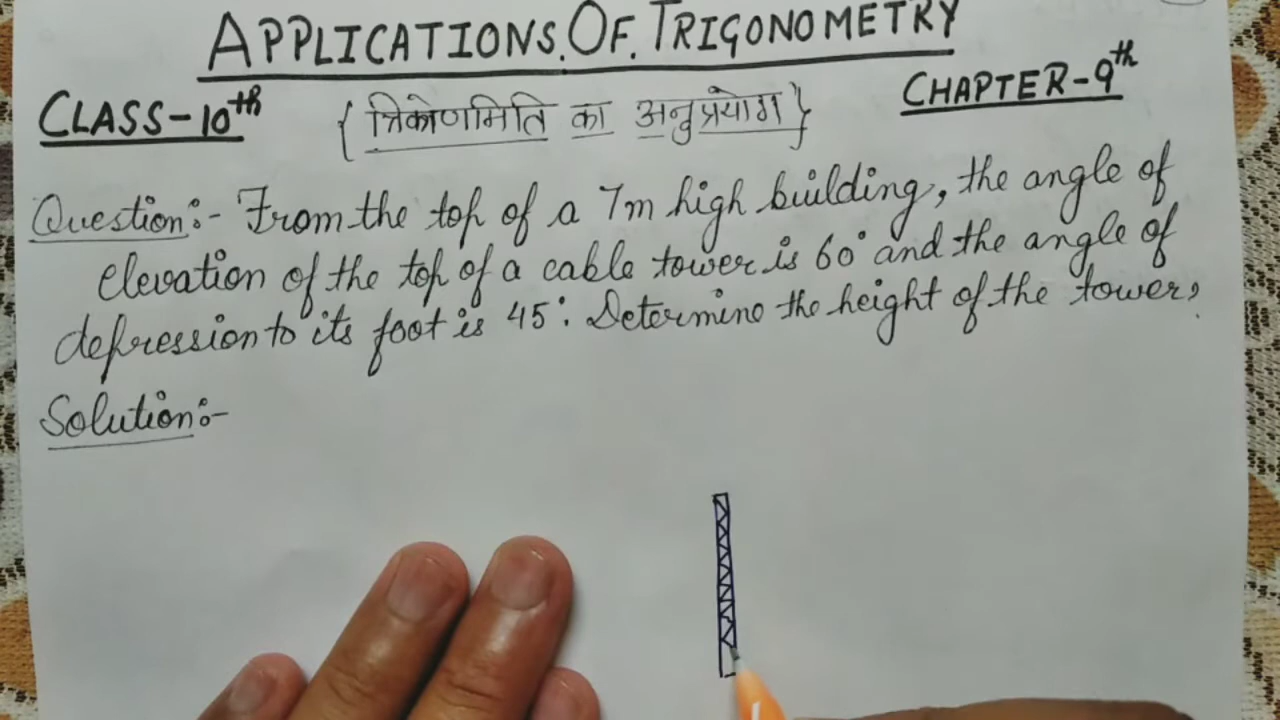 APPLICATIONS.OF.TRIGONOMETRY
CLASS-10th {त्रिकोणमिति का अनुप्रयोग} CHAPTER-9th
Question:- From the top of a 7m high building, the angle of
elevation of the top of a cable tower is 60° and the angle of
depression to its foot is 45°. Determine the height of the tower,
Solution:-